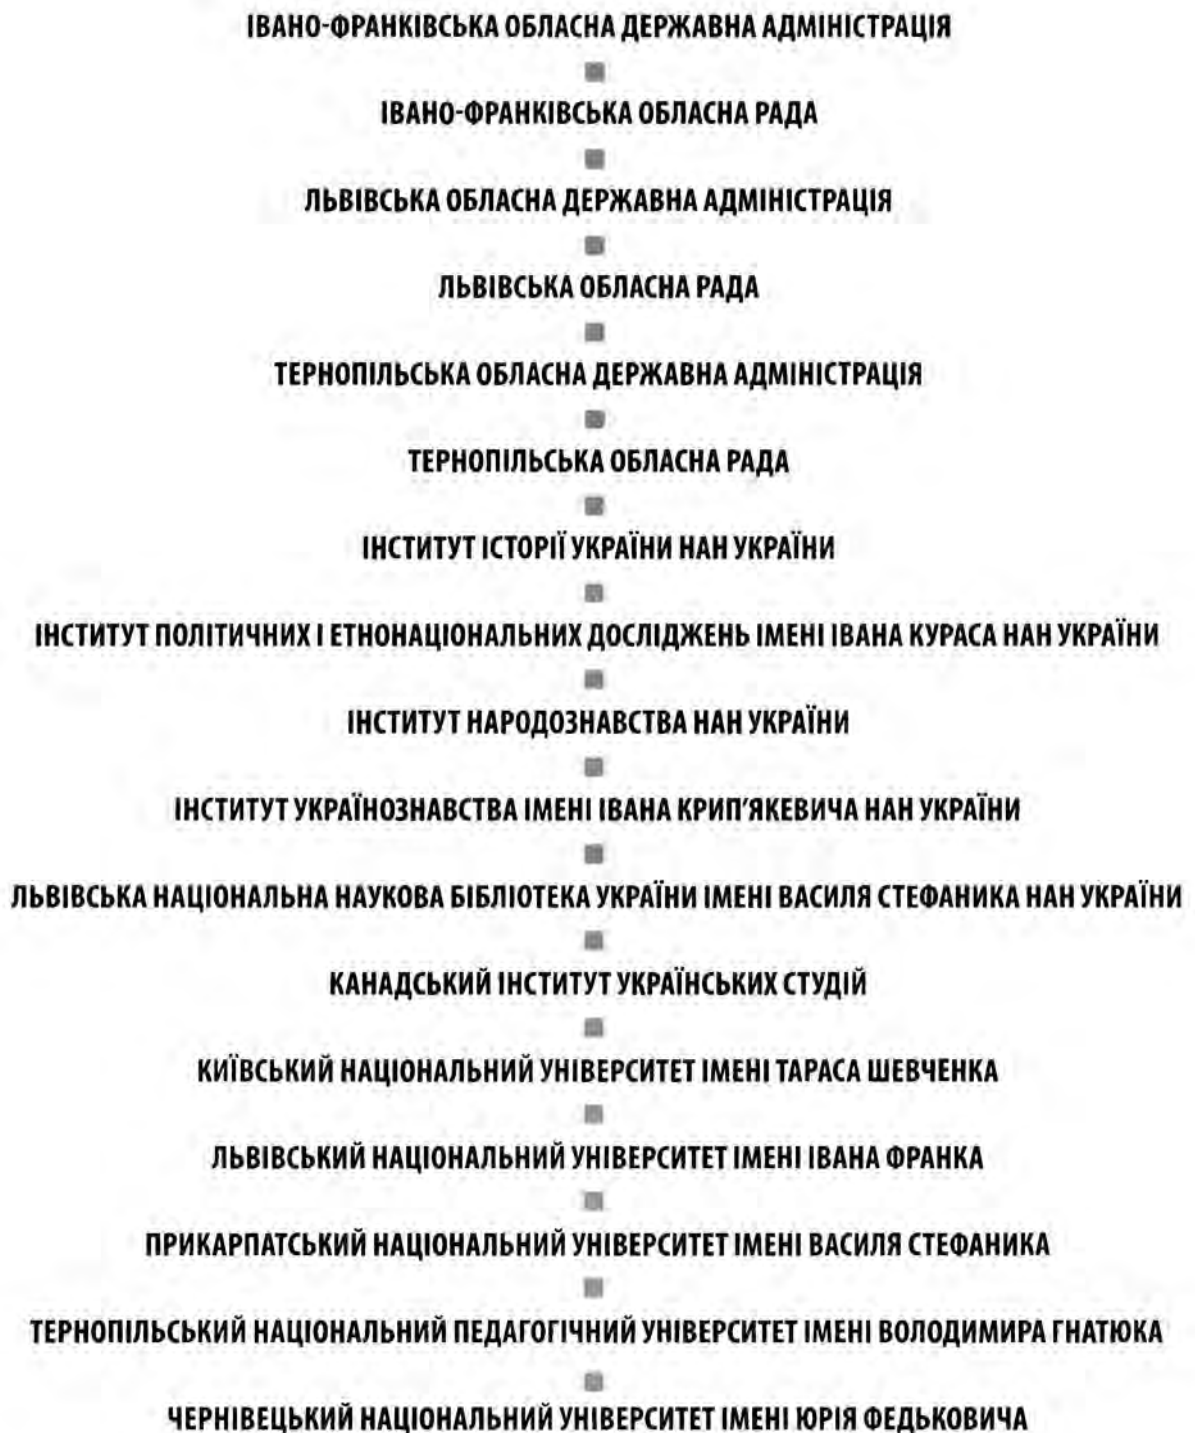 ІВАНО-ФРАНКІВСЬКА ОБЛАСНА ДЕРЖАВНА АДМІНІСТРАЦІЯ
ІВАНО-ФРАНКІВСЬКА ОБЛАСНА РАДА
ЛЬВІВСЬКА ОБЛАСНА ДЕРЖАВНА АДМІНІСТРАЦІЯ
ЛЬВІВСЬКА ОБЛАСНА РАДА
ТЕРНОПІЛЬСЬКА ОБЛАСНА ДЕРЖАВНА АДМІНІСТРАЦІЯ
ТЕРНОПІЛЬСЬКА ОБЛАСНА РАДА
ІНСТИТУТ ІСТОРІЇ УКРАЇНИ НАН УКРАЇНИ
ІНСТИТУТ ПОЛІТИЧНИХ І ЕТНОНАЦІОНАЛЬНИХ ДОСЛІДЖЕНЬ ІМЕНІ ІВАНА КУРАСА НАН УКРАЇНИ
ІНСТИТУТ НАРОДОЗНАВСТВА НАН УКРАЇНИ
ІНСТИТУТ УКРАЇНОЗНАВСТВА ІМЕНІ ІВАНА КРИП'ЯКЕВИЧА НАН УКРАЇНИ
ЛЬВІВСЬКА НАЦІОНАЛЬНА НАУКОВА БІБЛІОТЕКА УКРАЇНИ ІМЕНІ ВАСИЛЯ СТЕФАНИКА НАН УКРАЇНИ
КАНАДСЬКИЙ ІНСТИТУТ УКРАЇНСЬКИХ СТУДІЙ
КИЇВСЬКИЙ НАЦІОНАЛЬНИЙ УНІВЕРСИТЕТ ІМЕНІ ТАРАСА ШЕВЧЕНКА
ЛЬВІВСЬКИЙ НАЦІОНАЛЬНИЙ УНІВЕРСИТЕТ ІМЕНІ ІВАНА ФРАНКА
ПРИКАРПАТСЬКИЙ НАЦІОНАЛЬНИЙ УНІВЕРСИТЕТ ІМЕНІ ВАСИЛЯ СТЕФАНИКА
ТЕРНОПІЛЬСЬКИЙ НАЦІОНАЛЬНИЙ ПЕДАГОГІЧНИЙ УНІВЕРСИТЕТ ІМЕНІ ВОЛОДИМИРА ГНАТЮКА
ЧЕРНІВЕЦЬКИЙ НАЦІОНАЛЬНИЙ УНІВЕРСИТЕТ ІМЕНІ ЮРІЯ ФЕДЬКОВИЧА